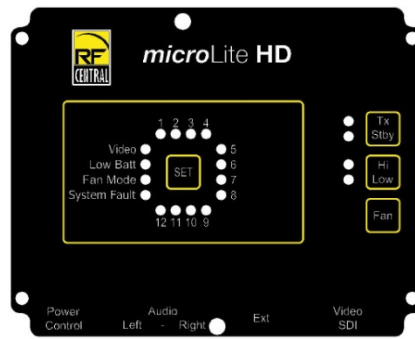 RF
CENTRAL
microLite HD
1 2 3 4
Video
Low Batt
Fan Mode
System Fault
SET
5
6
7
8
12 11 10 9
Tx
Stby
Hi
Low
Fan
Power
Control
Audio
Left - Right
Ext
Video
SDI